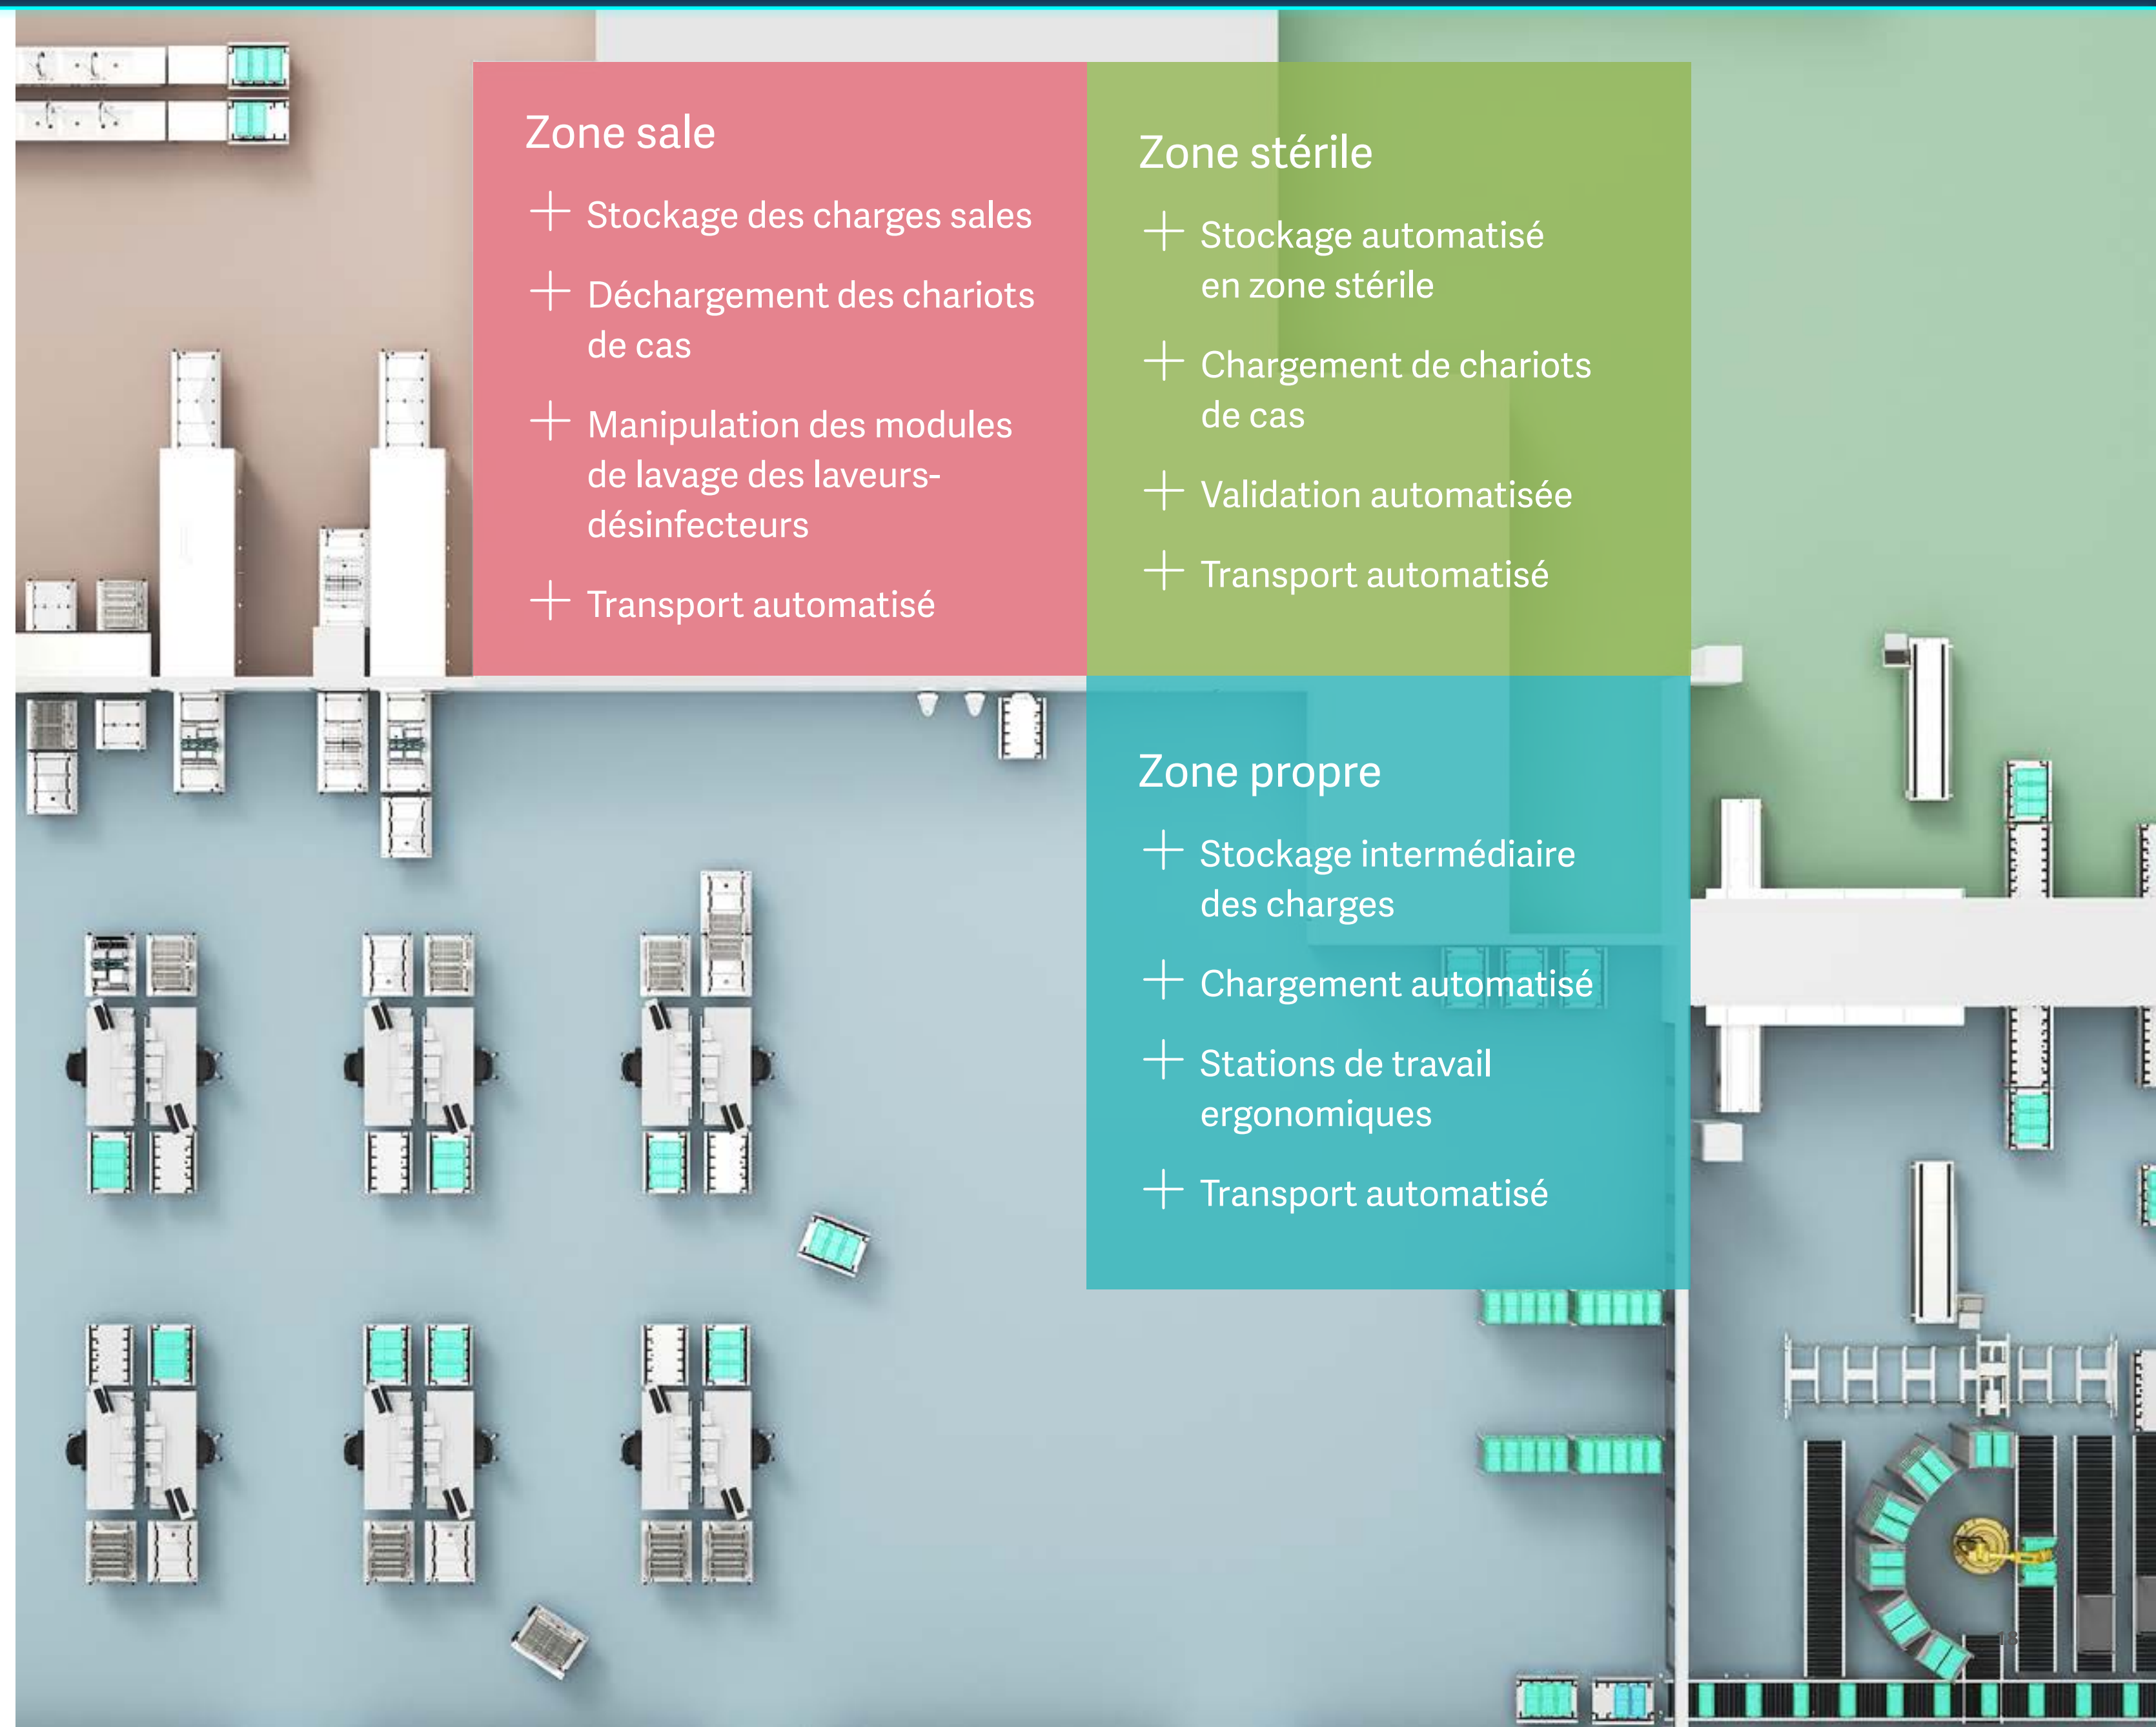 Zone sale
Stockage des charges sales
Déchargement des chariots
de cas
Manipulation des modules
de lavage des laveurs-
désinfecteurs
Transport automatisé
Zone stérile
Stockage automatisé
en zone stérile
Chargement de chariots
de cas
Validation automatisée
Transport automatisé
Zone propre
Stockage intermédiaire
des charges
Chargement automatisé
Stations de travail
ergonomiques
Transport automatisé
18